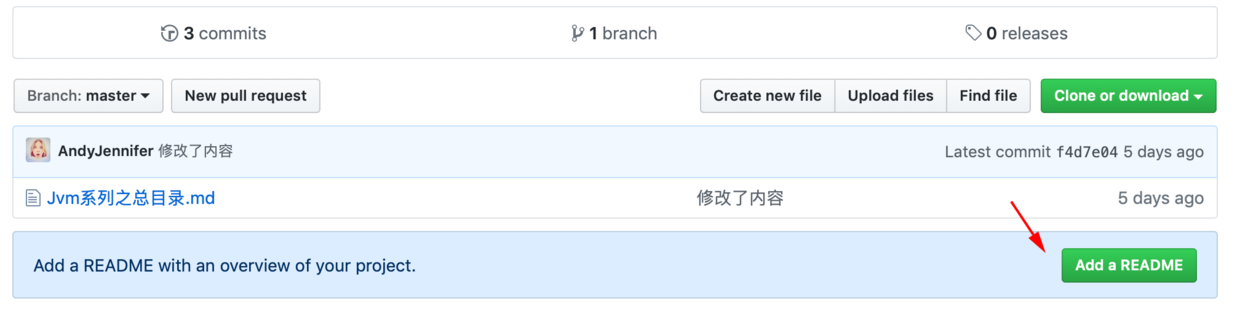 3 commits 1 branch 0 releases
Branch: master New pull request Create new file Upload files Find file Clone or download
AndyJennifer 修改了内容 Latest commit f4d7e04 5 days ago
Jvm系列之总目录.md 修改了内容 5 days ago
Add a README with an overview of your project. Add a README